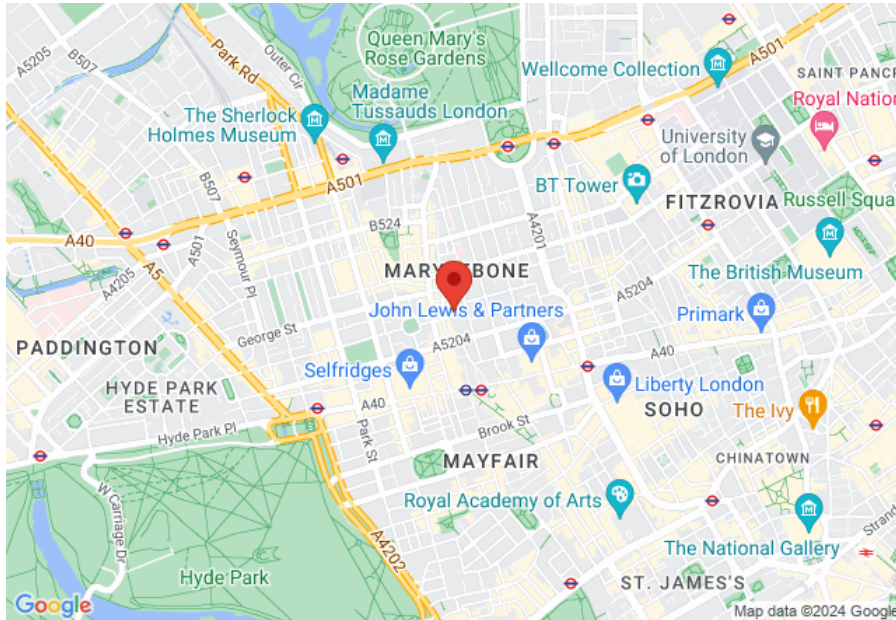 A5205
B507
Park Rd
Outer Cir
Queen Mary's
Rose Gardens
A501
Wellcome Collection
SAINT PANCR
Madame
Tussauds London
The Sherlock
Holmes Museum
Royal Nation
University
of London
BT Tower
FITZROVIA
Russell Squa
A501
B507
B524
A4201
A40
A501
Seymour Pl
A5
A4205
MARYLEBONE
The British Museum
A5204
John Lewis & Partners
Primark
George St
A5204
A40
PADDINGTON
Selfridges
HYDE PARK
ESTATE
Liberty London
SOHO
The Ivy
A40
Hyde Park Pl
Park St
Brook St
MAYFAIR
CHINATOWN
W Carriage Dr
Royal Academy of Arts
Strand
A4202
The National Gallery
Hyde Park
ST. JAMES'S
Google
Map data ©2024 Google